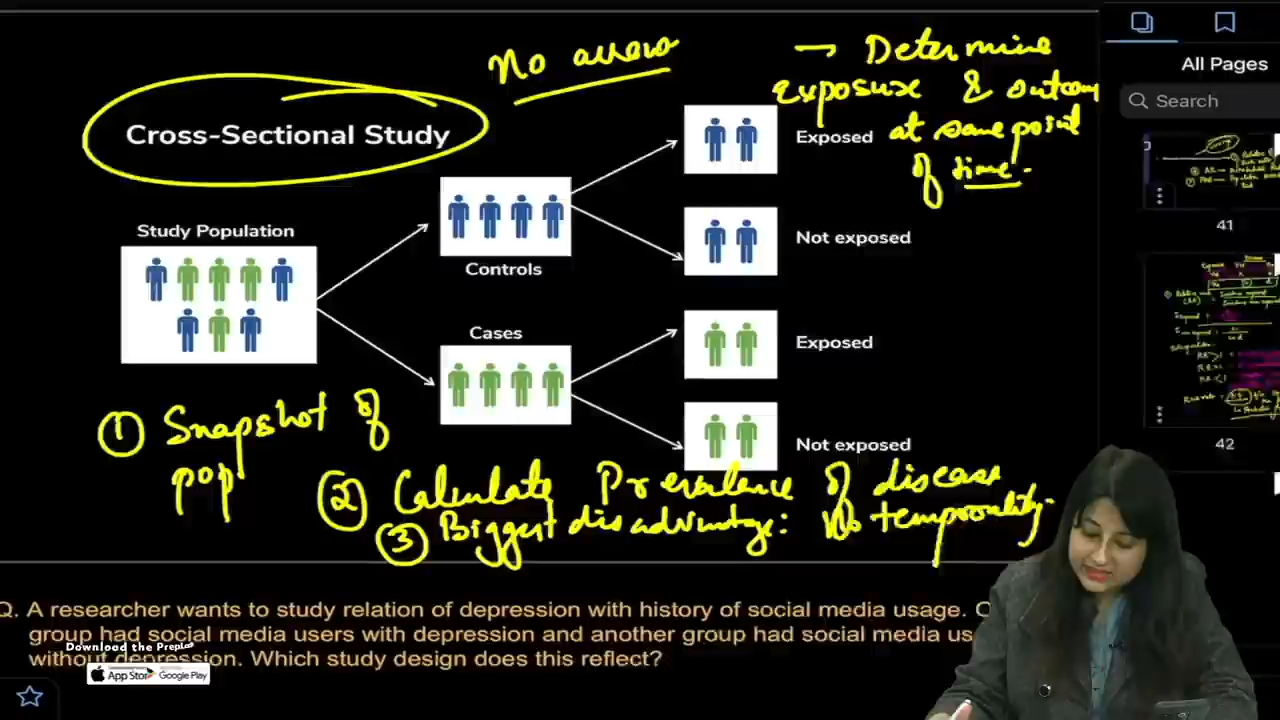 No arrow
→ Determine
exposure & outcome
at same point
of time.
Cross-Sectional Study
Study Population
Controls
Cases
Exposed
Not exposed
Exposed
Not exposed
① Snapshot of
pop
② Calculate Prevalence of disease
③ Biggest disadvantage: No temporality.
Q. A researcher wants to study relation of depression with history of social media usage.
group had social media users with depression and another group had social media
without depression. Which study design does this reflect?
Download the
App Store
Google Play
All Pages
Search
41
42